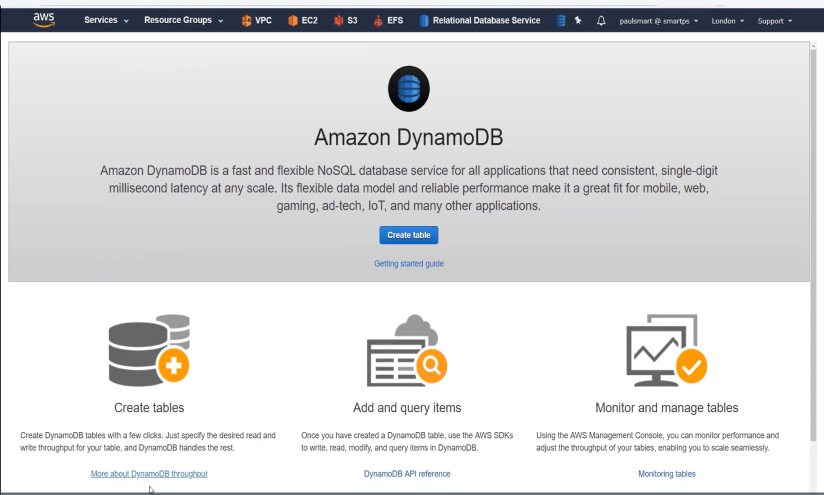 aws Services Resource Groups VPC EC2 S3 EFS Relational Database Service paulsmart @ smartps London Support
Amazon DynamoDB
Amazon DynamoDB is a fast and flexible NoSQL database service for all applications that need consistent, single-digit
millisecond latency at any scale. Its flexible data model and reliable performance make it a great fit for mobile, web,
gaming, ad-tech, IoT, and many other applications.
Create table
Getting started guide
Create tables
Create DynamoDB tables with a few clicks. Just specify the desired read and
write throughput for your table, and DynamoDB handles the rest.
More about DynamoDB throughput
Add and query items
Once you have created a DynamoDB table, use the AWS SDKs
to write, read, modify, and query items in DynamoDB.
DynamoDB API reference
Monitor and manage tables
Using the AWS Management Console, you can monitor performance and
adjust the throughput of your tables, enabling you to scale seamlessly.
Monitoring tables